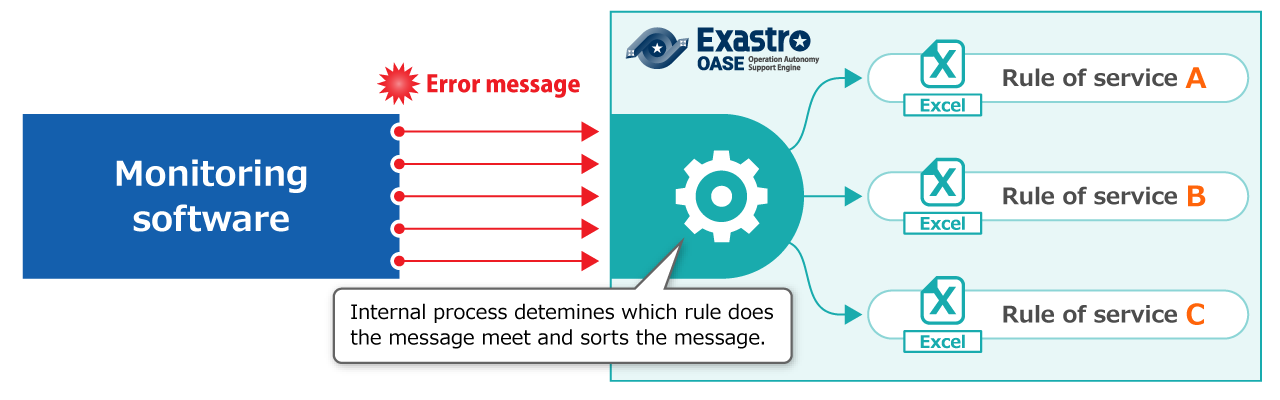 Error message
Monitoring
software
Exastro
OASE
Operation Autonomy
Support Engine
X
Excel
Rule of service A
X
Excel
Rule of service B
X
Excel
Rule of service C
Internal process detemines which rule does
the message meet and sorts the message.